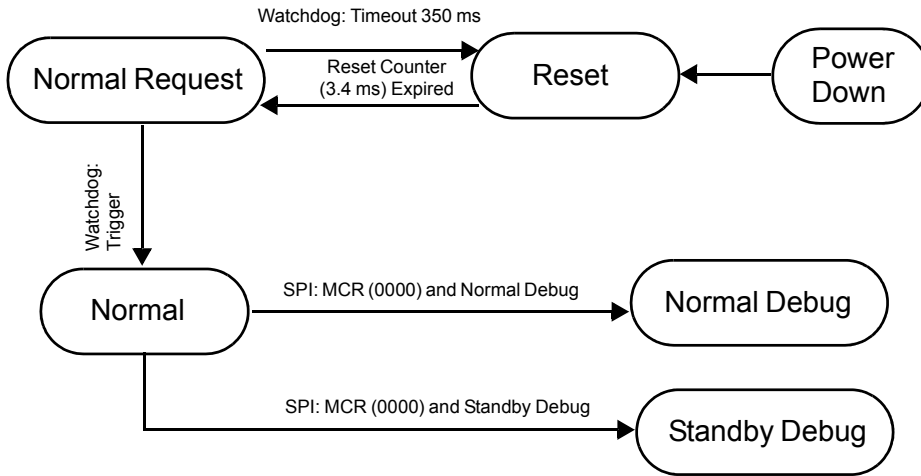 Watchdog: Timeout 350 ms
Normal Request
Reset Counter
(3.4 ms) Expired
Reset
Power
Down
Watchdog:
Trigger
Normal
SPI: MCR (0000) and Normal Debug
Normal Debug
SPI: MCR (0000) and Standby Debug
Standby Debug